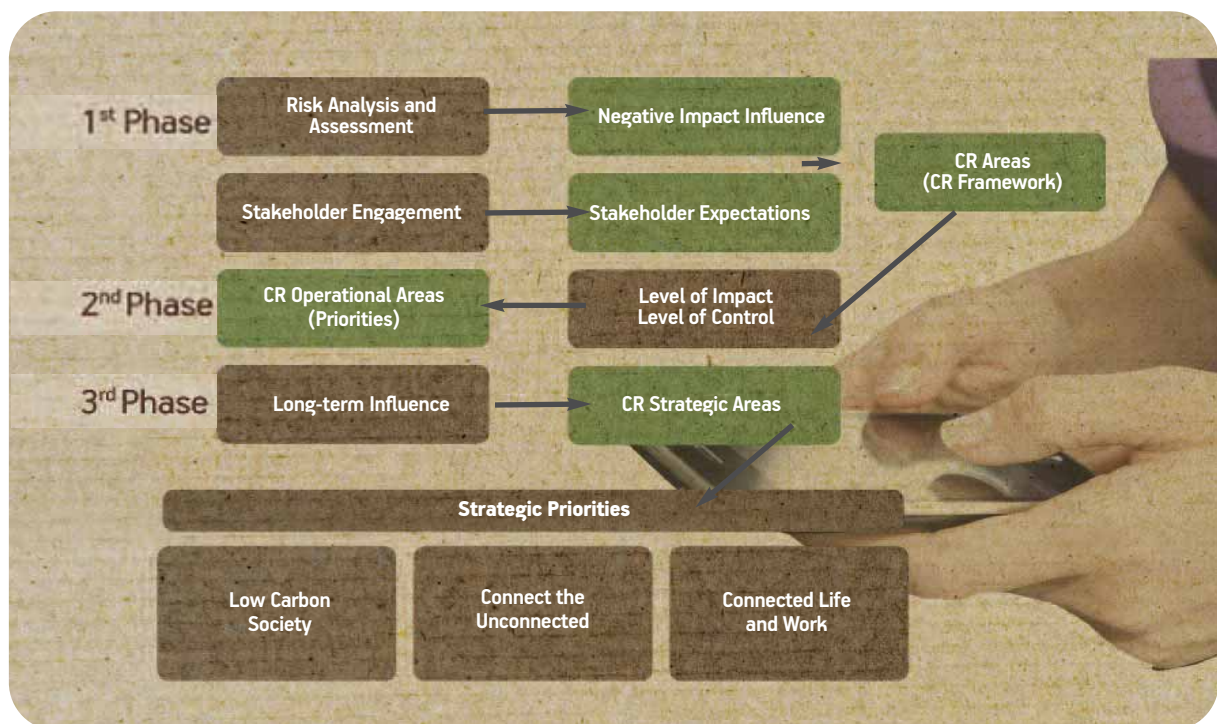 1st Phase
Risk Analysis and
Assessment
Negative Impact Influence
CR Areas
(CR Framework)
Stakeholder Engagement
Stakeholder Expectations
2nd Phase
CR Operational Areas
(Priorities)
Level of Impact
Level of Control
3rd Phase
Long-term Influence
CR Strategic Areas
Strategic Priorities
Low Carbon
Society
Connect the
Unconnected
Connected Life
and Work